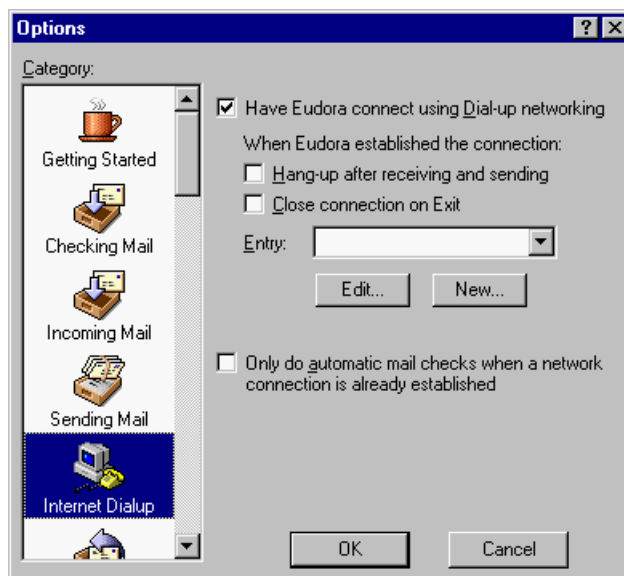 Options
Category:
Getting Started
Checking Mail
Incoming Mail
Sending Mail
Internet Dialup
Have Eudora connect using Dial-up networking
When Eudora established the connection:
Hang-up after receiving and sending
Close connection on Exit
Entry:
Edit... New...
Only do automatic mail checks when a network
connection is already established
OK Cancel